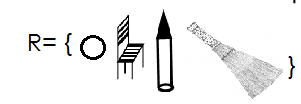 R= { }